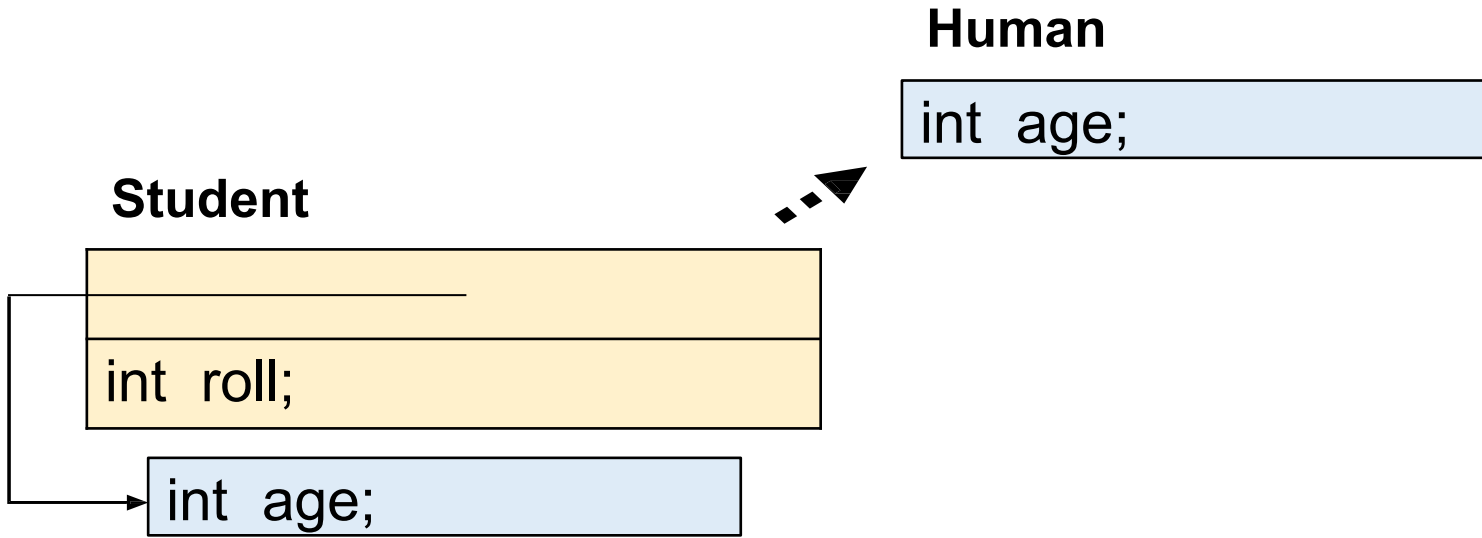 Human
int age;
Student
int roll;
int age;